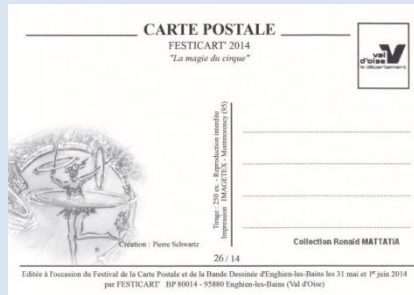 CARTE POSTALE
FESTICART' 2014
"La magie du cirque"
val
d'oise
le département
Tirage : 250 ex. - Reproduction interdite
Impression IMAGETEX - Montmorency (95)
Création : Pierre Schwartz
Collection Ronald MATTATIA
26 / 14
Editée à l'occasion du Festival de la Carte Postale et de la Bande Dessinée d'Enghien-les-Bains les 31 mai et 1er juin 2014
par FESTICART' BP 80014 - 95880 Enghien-les-Bains (Val d'Oise)